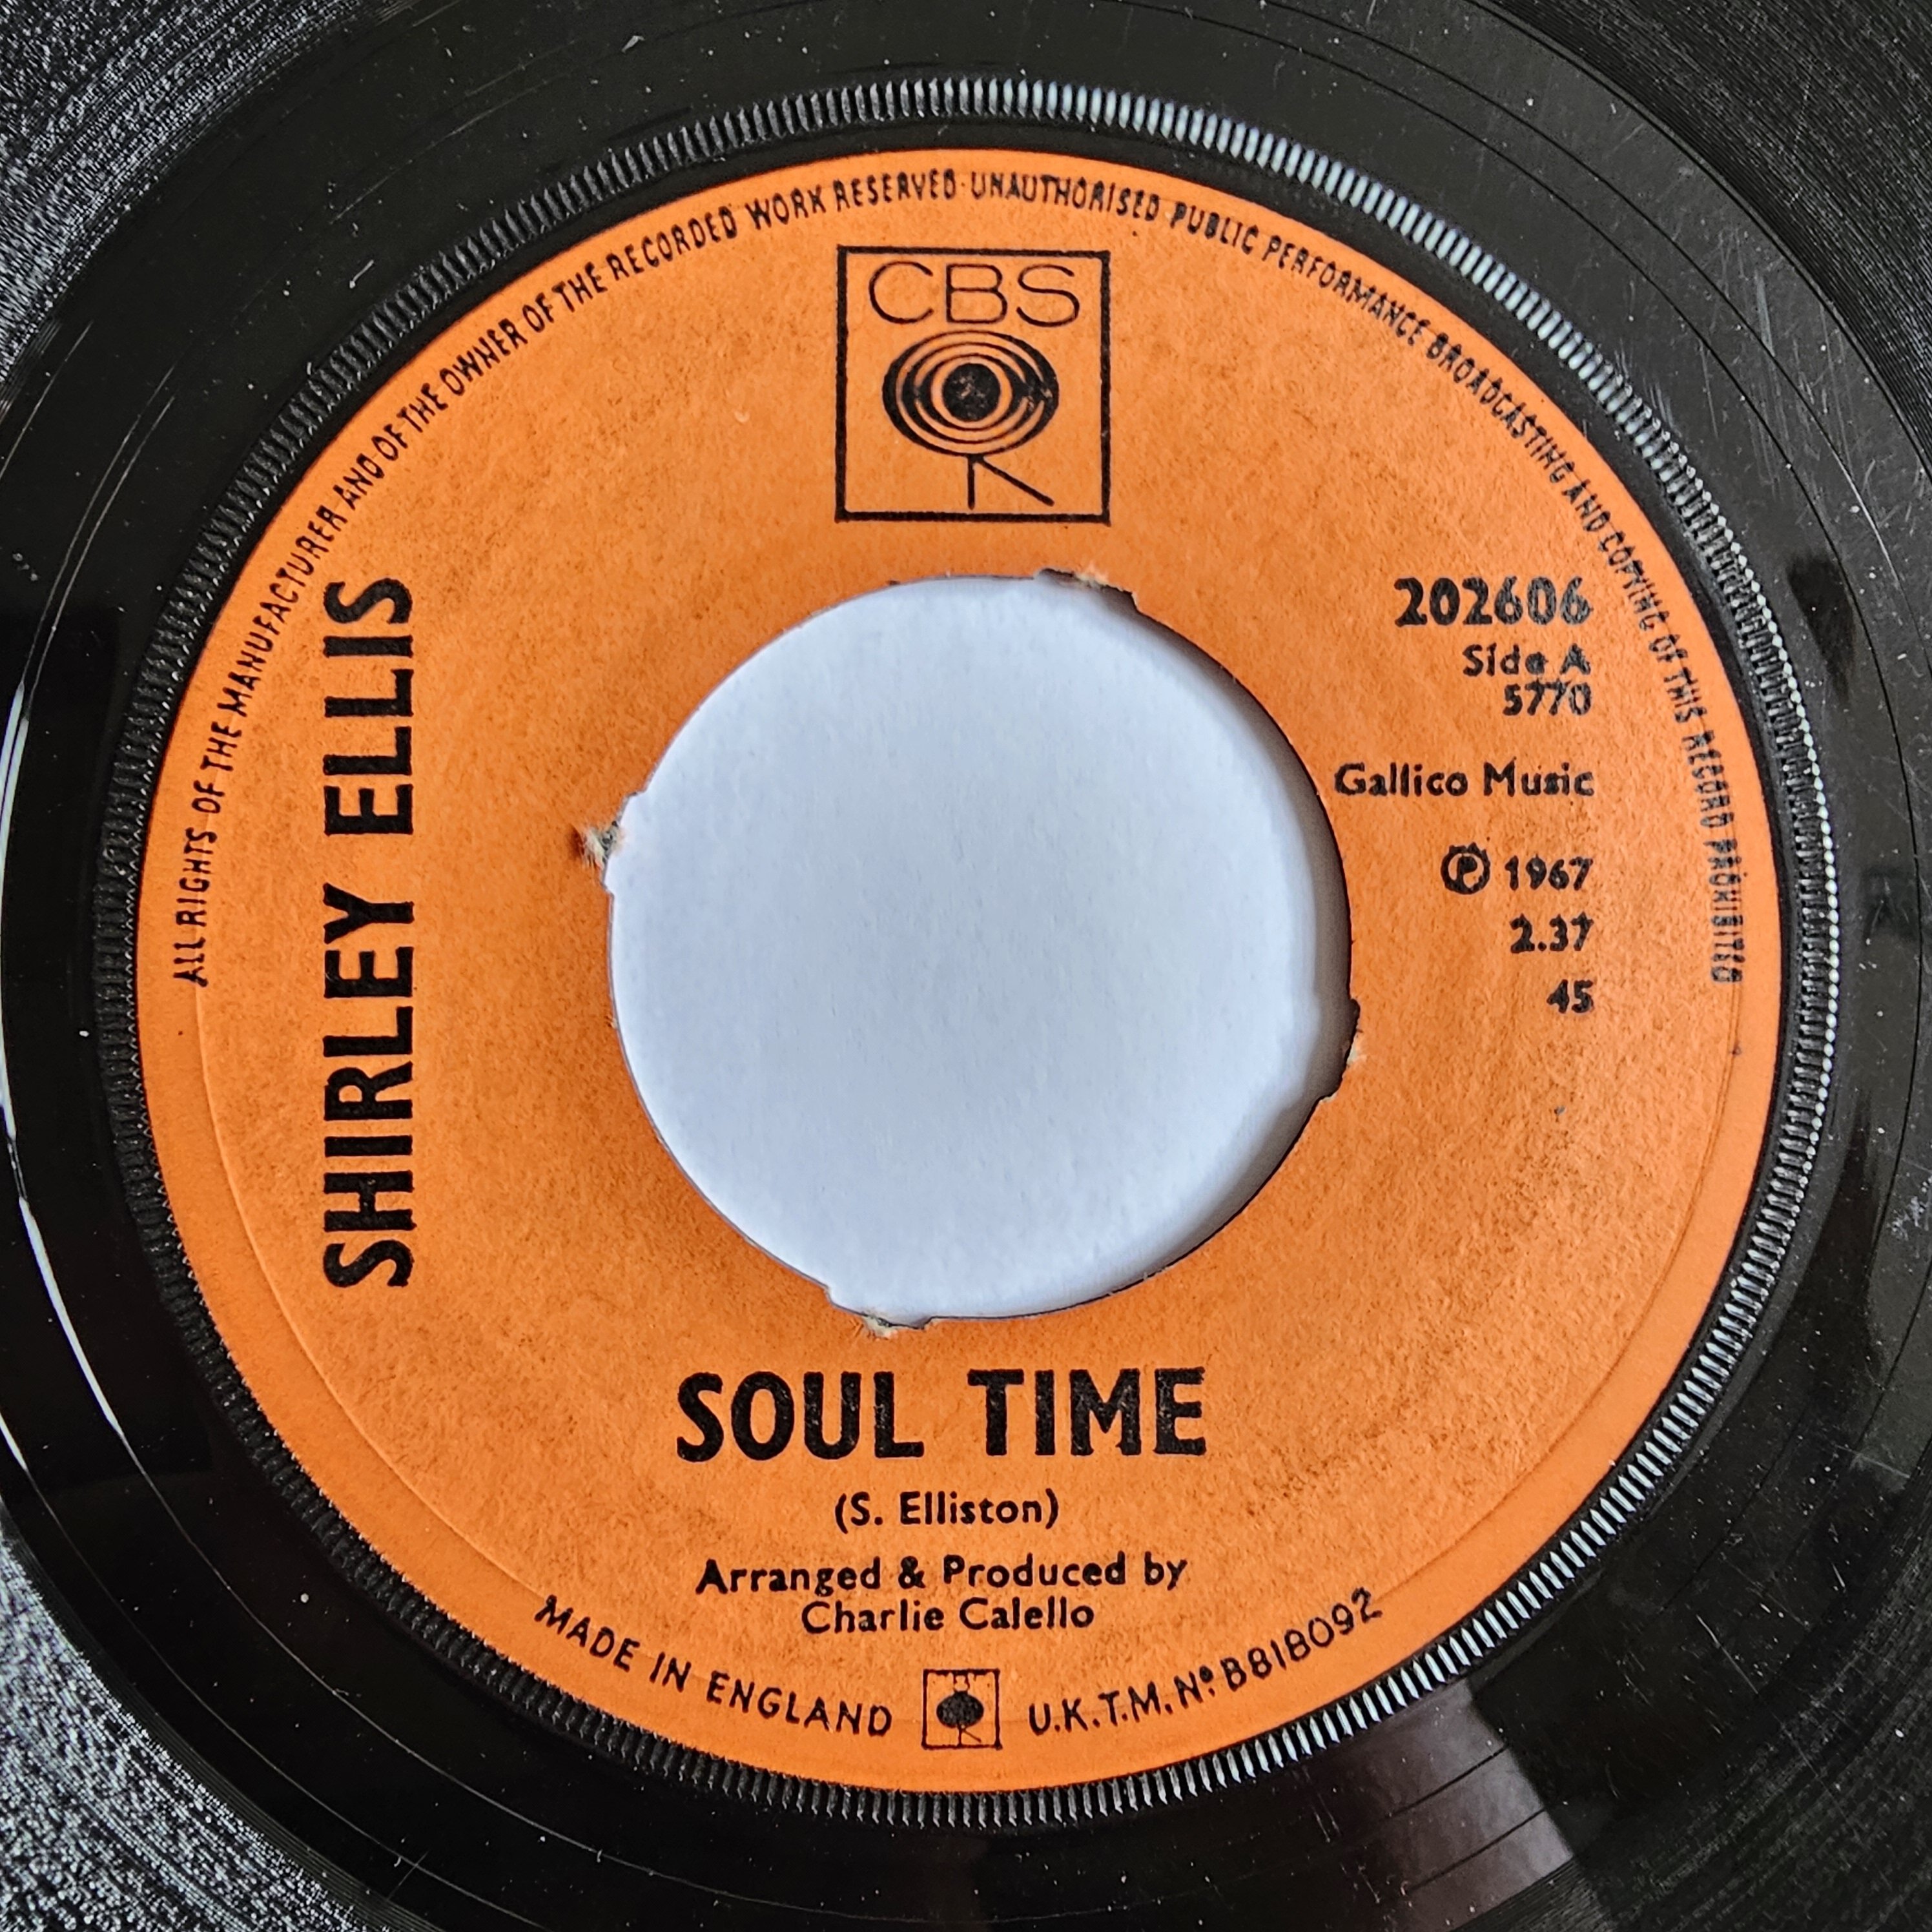 ALL RIGHTS OF THE MANUFACTURER AND OF THE OWNER OF THE RECORDED WORK RESERVED·UNAUTHORISED PUBLIC PERFORMANCE BROADCASTING AND COPYING OF THIS RECORD PROHIBITED
CBS
202606
Side A
5770
Gallico Music
℗ 1967
2.37
45
SHIRLEY ELLIS
SOUL TIME
(S. Elliston)
Arranged & Produced by
Charlie Calello
MADE IN ENGLAND U.K.T.M. Nº B818092